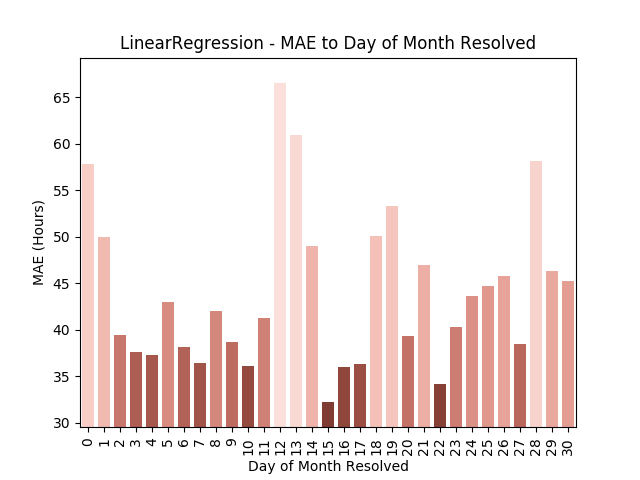 LinearRegression - MAE to Day of Month Resolved
MAE (Hours)
65
60
55
50
45
40
35
30
0 1 2 3 4 5 6 7 8 9 10 11 12 13 14 15 16 17 18 19 20 21 22 23 24 25 26 27 28 29 30
Day of Month Resolved